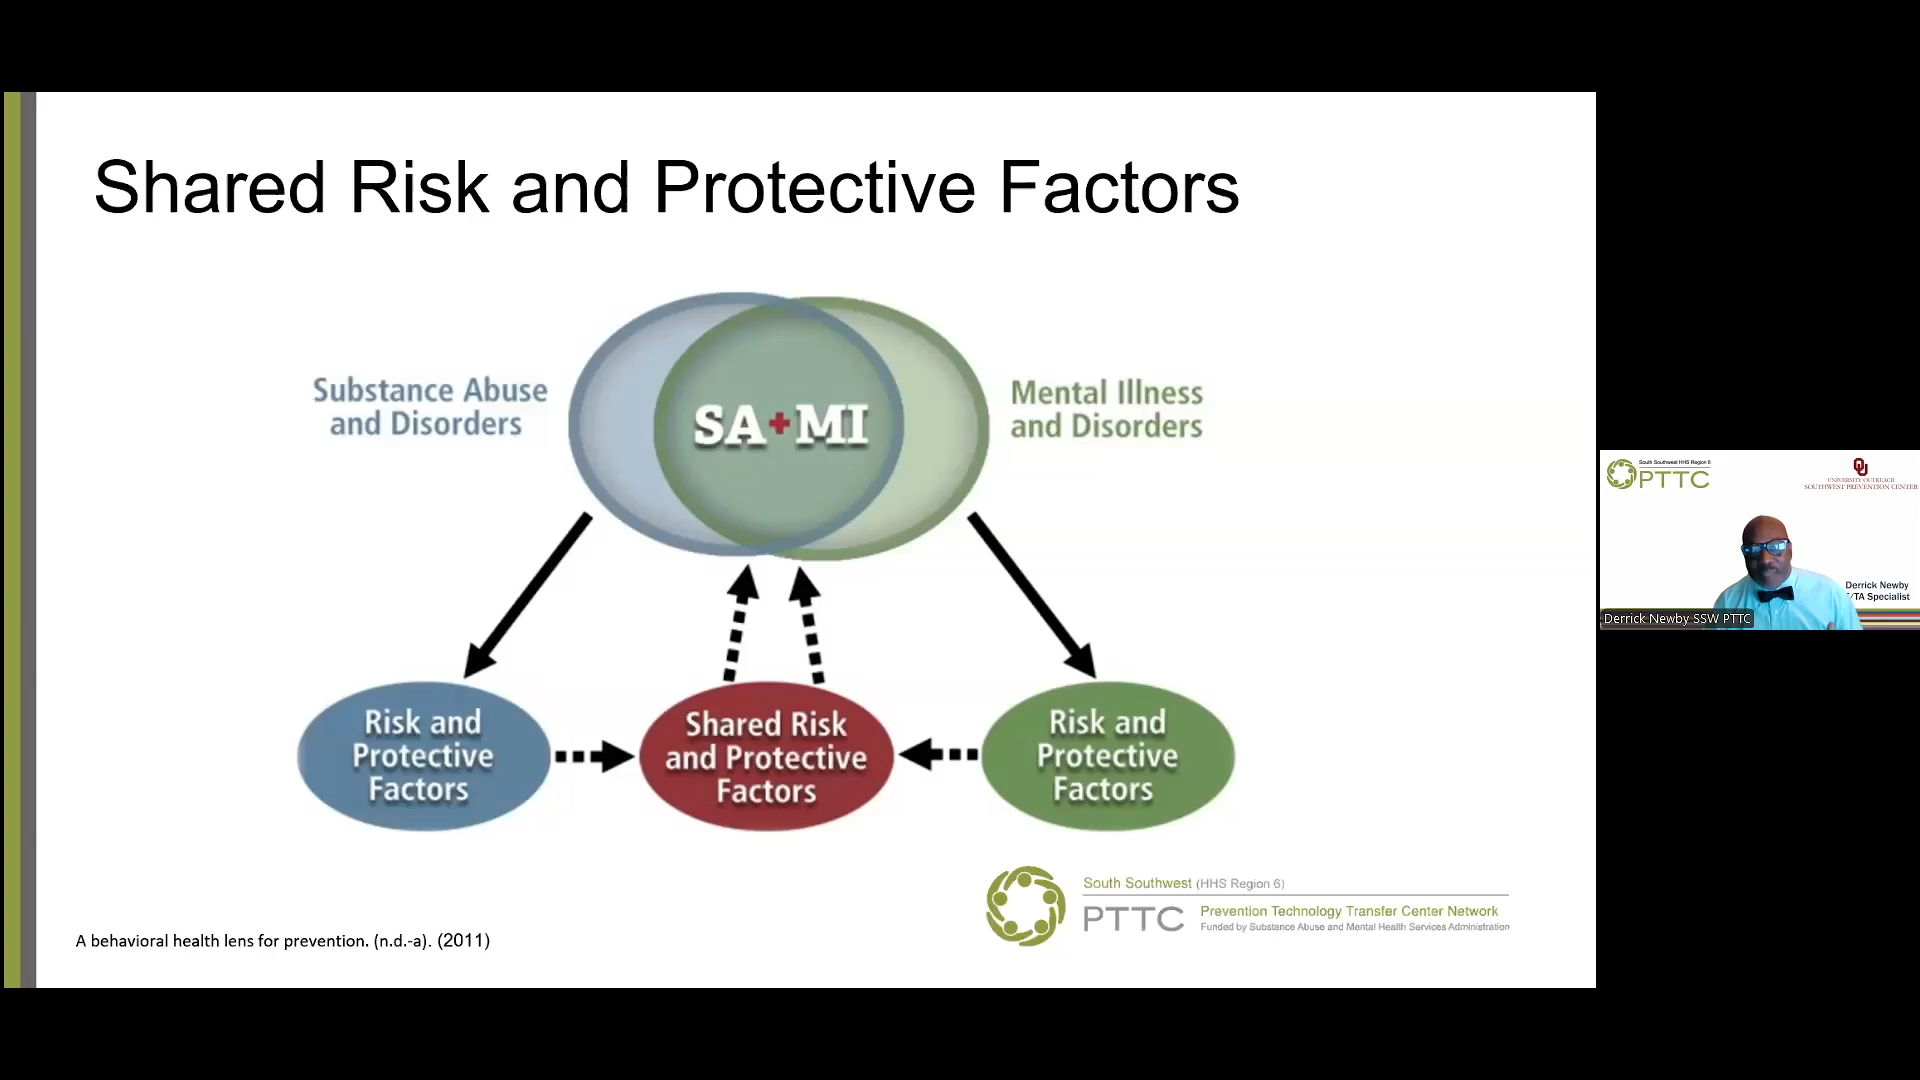 Shared Risk and Protective Factors
Substance Abuse
and Disorders
SA+MI
Mental Illness
and Disorders
Risk and
Protective
Factors
Shared Risk
and Protective
Factors
Risk and
Protective
Factors
South Southwest (HHS Region 6)
PTTC
Prevention Technology Transfer Center Network
Funded by Substance Abuse and Mental Health Services Administration
A behavioral health lens for prevention. (n.d.-a). (2011)
South Southwest HHS Region 6
PTTC
OU
UNIVERSITY OUTREACH
SOUTHWEST PREVENTION CENTER
Derrick Newby
/TA Specialist
Derrick Newby SSW PTTC